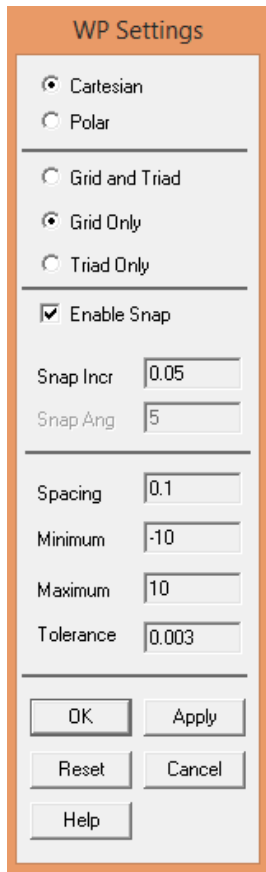 WP Settings
Cartesian
Polar
Grid and Triad
Grid Only
Triad Only
Enable Snap
Snap Incr 0.05
Snap Ang 5
Spacing 0.1
Minimum -10
Maximum 10
Tolerance 0.003
OK Apply
Reset Cancel
Help